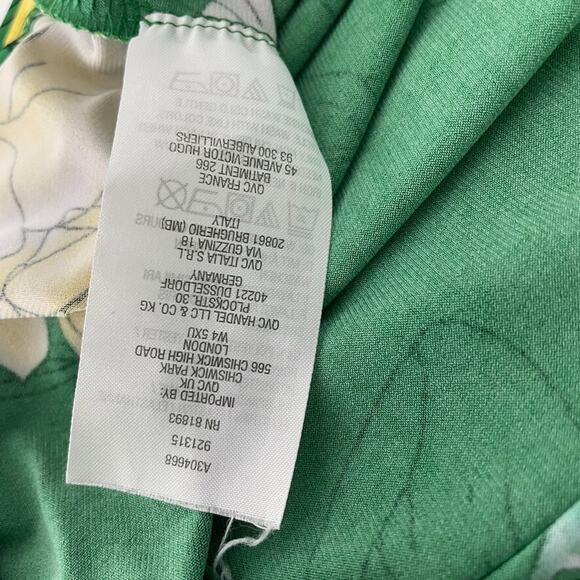 A304668
921315
RN 81893
IMPORTED BY:
QVC UK
CHISWICK PARK
566 CHISWICK HIGH ROAD
LONDON
W4 5XU
QVC HANDEL LLC & CO. KG
PLOCKSTR. 30
40221 DUSSELDORF
GERMANY
QVC ITALIA S.R.L
VIA GUZZINA 18
20861 BRUGHERIO (MB)
ITALY
QVC FRANCE
BATIMENT 266
45 AVENUE VICTOR HUGO
93 300 AUBERVILLIERS